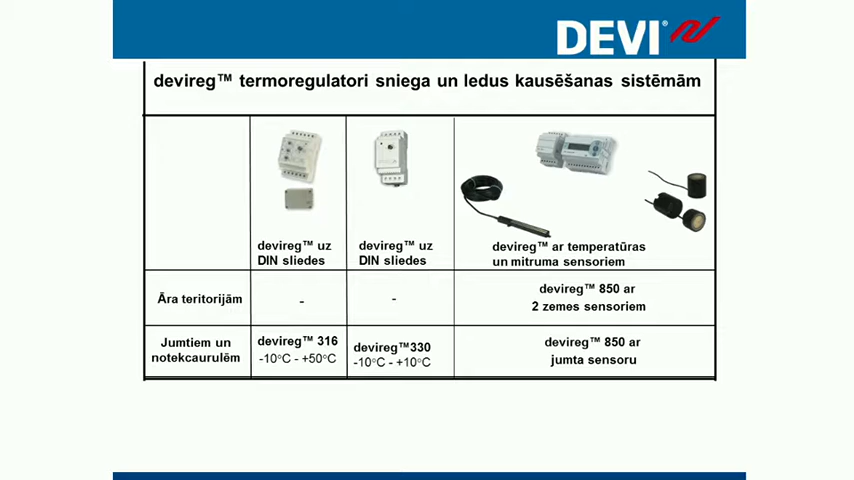 DEVI®
devireg™ termoregulatori sniega un ledus kausēšanas sistēmām
devireg™ uz
DIN sliedes
devireg™ uz
DIN sliedes
devireg™ ar temperatūras
un mitruma sensoriem
Āra teritorijām
-
-
devireg™ 850 ar
2 zemes sensoriem
Jumtiem un
notekcaurulēm
devireg™ 316
-10°C - +50°C
devireg™330
-10°C - +10°C
devireg™ 850 ar
jumta sensoru